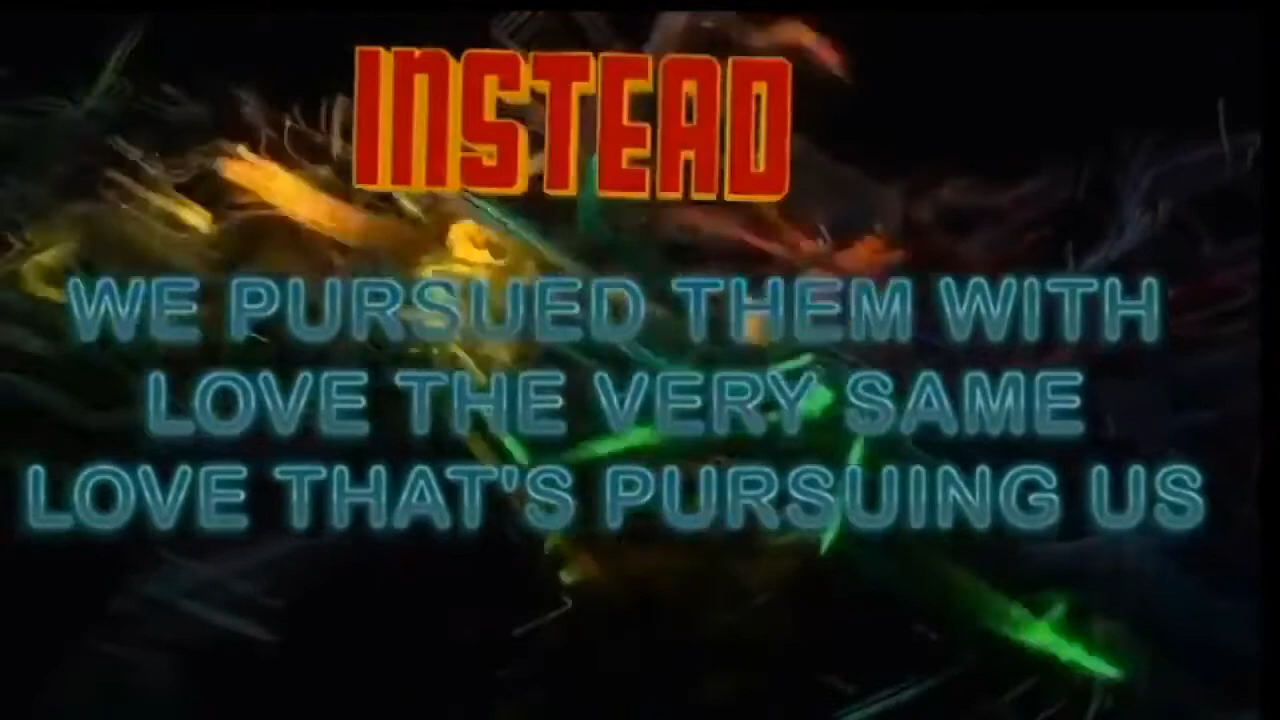 INSTEAD
WE PURSUED THEM WITH
LOVE THE VERY SAME
LOVE THAT'S PURSUING US